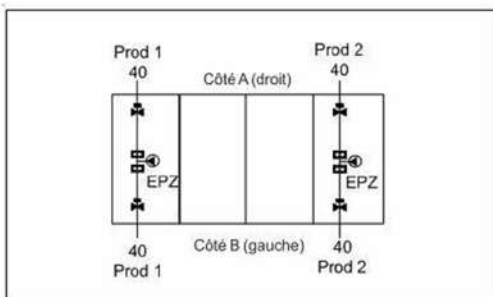 Prod 1
Prod 2
40
40
Côté A (droit)
EPZ
EPZ
Côté B (gauche)
40
40
Prod 1
Prod 2